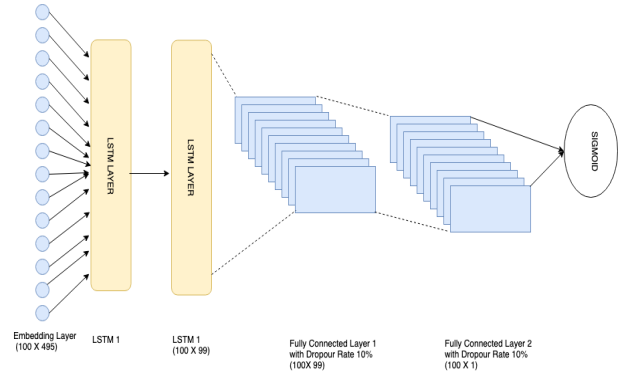 LSTM LAYER
LSTM LAYER
SIGMOID
Embedding Layer
(100 X 495)
LSTM 1
LSTM 1
(100 X 99)
Fully Connected Layer 1
with Dropour Rate 10%
(100X 99)
Fully Connected Layer 2
with Dropour Rate 10%
(100 X 1)